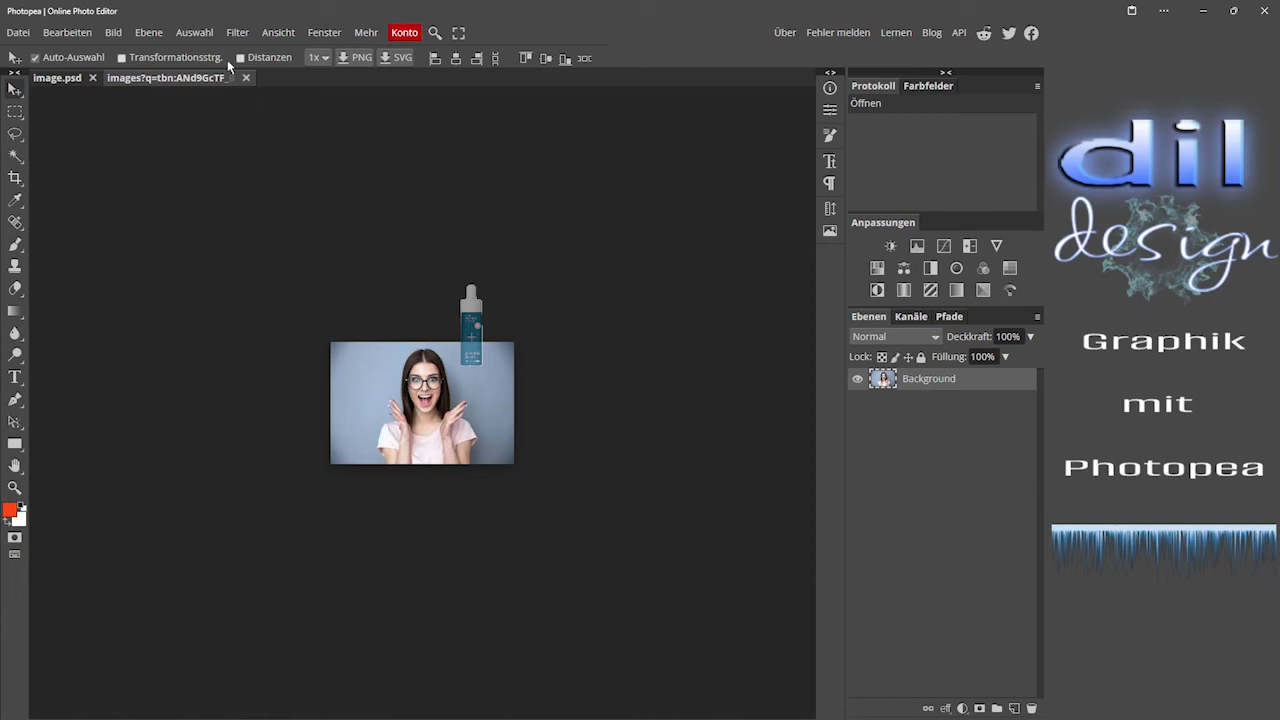 Photopea | Online Photo Editor
Datei Bearbeiten Bild Ebene Auswahl Filter Ansicht Fenster Mehr Konto
Über Fehler melden Lernen Blog API
Auto-Auswahl Transformationsstrg. Distanzen 1x PNG SVG
image.psd images?q=tbn:ANd9GcTF_
Protokoll Farbfelder
Öffnen
Anpassungen
Ebenen Kanäle Pfade
Normal Deckkraft: 100%
Lock: Füllung: 100%
Background
dil
design
Graphik
mit
Photopea